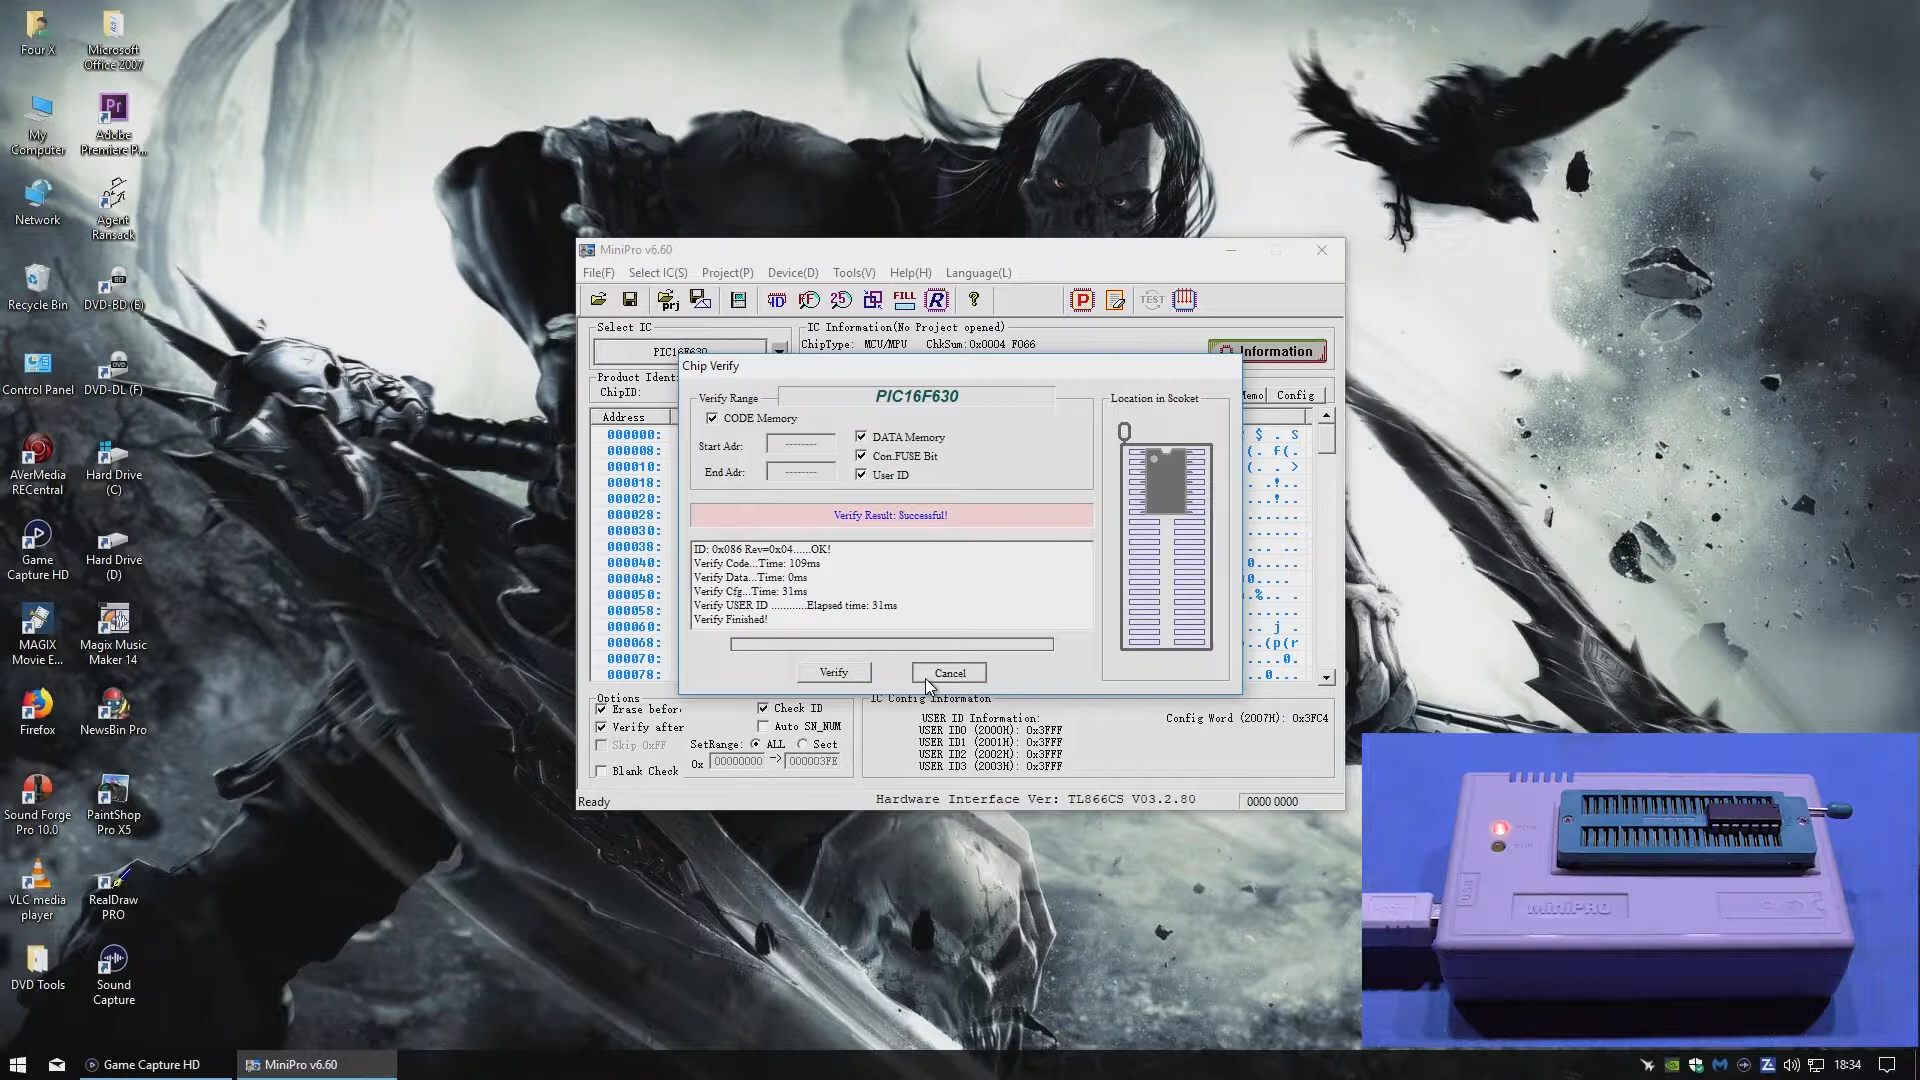 Four X
Microsoft
Office 2007
My
Computer
Adobe
Premiere P...
Network
Agent
Ransack
Recycle Bin
DVD-BD (E)
Control Panel
DVD-DL (F)
AVerMedia
RECentral
Hard Drive
(C)
Game
Capture HD
Hard Drive
(D)
MAGIX
Movie E...
Magix Music
Maker 14
Firefox
NewsBin Pro
Sound Forge
Pro 10.0
PaintShop
Pro X5
VLC media
player
RealDraw
PRO
DVD Tools
Sound
Capture
MiniPro v6.60
File(F) Select IC(S) Project(P) Device(D) Tools(V) Help(H) Language(L)
Prj ID FF 25 FILL R ? P TEST
Select IC
PIC16F630
IC Information(No Project opened)
ChipType: MCU/MPU ChkSum:0x0004 F066
Information
Product Ident
ChipID:
Config
Address
000000:
000008:
000010:
000018:
000020:
000028:
000030:
000038:
000040:
000048:
000050:
000058:
000060:
000068:
000070:
000078:
Chip Verify
Verify Range
PIC16F630
CODE Memory
Start Adr: --------
End Adr: --------
DATA Memory
Con.FUSE Bit
User ID
Verify Result: Successful!
ID: 0x086 Rev=0x04......OK!
Verify Code...Time: 109ms
Verify Data...Time: 0ms
Verify Cfg...Time: 31ms
Verify USER ID ............Elapsed time: 31ms
Verify Finished!
Verify Cancel
Location in Scoket
Options
Erase befor
Verify after
Skip 0xFF
Blank Check
Check ID
Auto SN_NUM
SetRange: ALL Sect
0x 00000000 -> 000003FE
IC Config Informaton
USER ID Information:
USER ID0 (2000H): 0x3FFF
USER ID1 (2001H): 0x3FFF
USER ID2 (2002H): 0x3FFF
USER ID3 (2003H): 0x3FFF
Config Word (2007H): 0x3FC4
Ready
Hardware Interface Ver: TL866CS V03.2.80
0000 0000
USB
MiniPRO
Game Capture HD
MiniPro v6.60
18:34